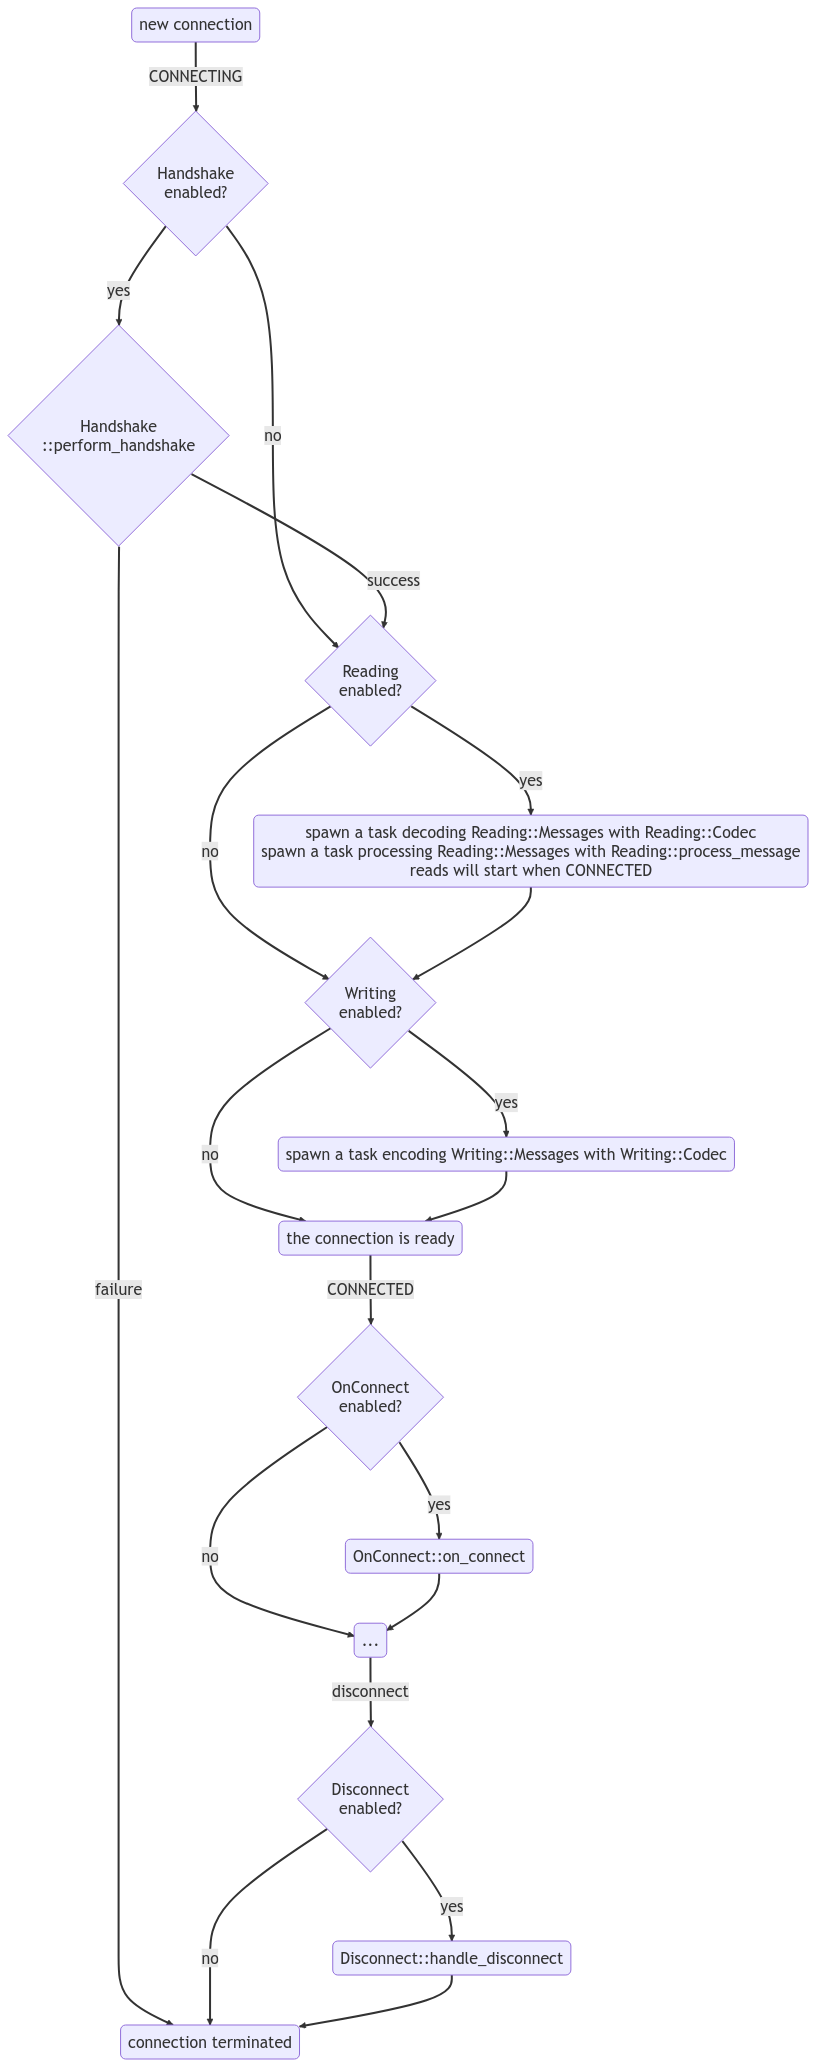 new connection
CONNECTING
Handshake
enabled?
yes
no
Handshake
::perform_handshake
success
Reading
enabled?
yes
no
spawn a task decoding Reading::Messages with Reading::Codec
spawn a task processing Reading::Messages with Reading::process_message
reads will start when CONNECTED
Writing
enabled?
yes
no
spawn a task encoding Writing::Messages with Writing::Codec
the connection is ready
failure
CONNECTED
OnConnect
enabled?
yes
no
OnConnect::on_connect
...
disconnect
Disconnect
enabled?
yes
no
Disconnect::handle_disconnect
connection terminated